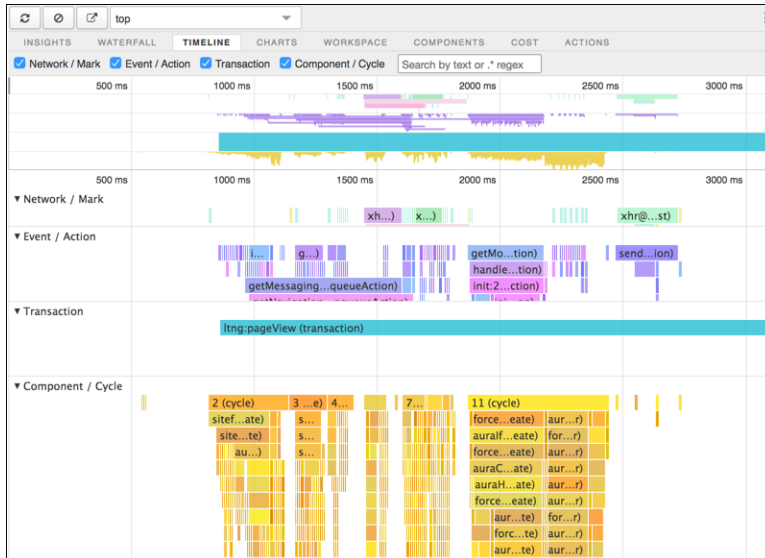 top
INSIGHTS WATERFALL TIMELINE CHARTS WORKSPACE COMPONENTS COST ACTIONS
Network / Mark Event / Action Transaction Component / Cycle Search by text or .* regex
500 ms 1000 ms 1500 ms 2000 ms 2500 ms 3000 ms
500 ms 1000 ms 1500 ms 2000 ms 2500 ms 3000 ms
▼ Network / Mark
xh...) x...) xhr@...st)
▼ Event / Action
i... g...) getMo...tion) send...ion)
handle...tion)
getMessaging...queueAction) init:2...ction)
▼ Transaction
ltng:pageView (transaction)
▼ Component / Cycle
2 (cycle) 3 ...e) 4... 7... 11 (cycle)
sitef...ate) s... force...eate) aur...r)
site...te) s... auraIf...eate) for...r)
au...) s... force...eate) aur...r)
auraC...ate) aur...r)
auraH...ate) aur...r)
force...eate) aur...r)
aur...te) for...r)
forc...te) aur...r)
aur...te) aur...r)